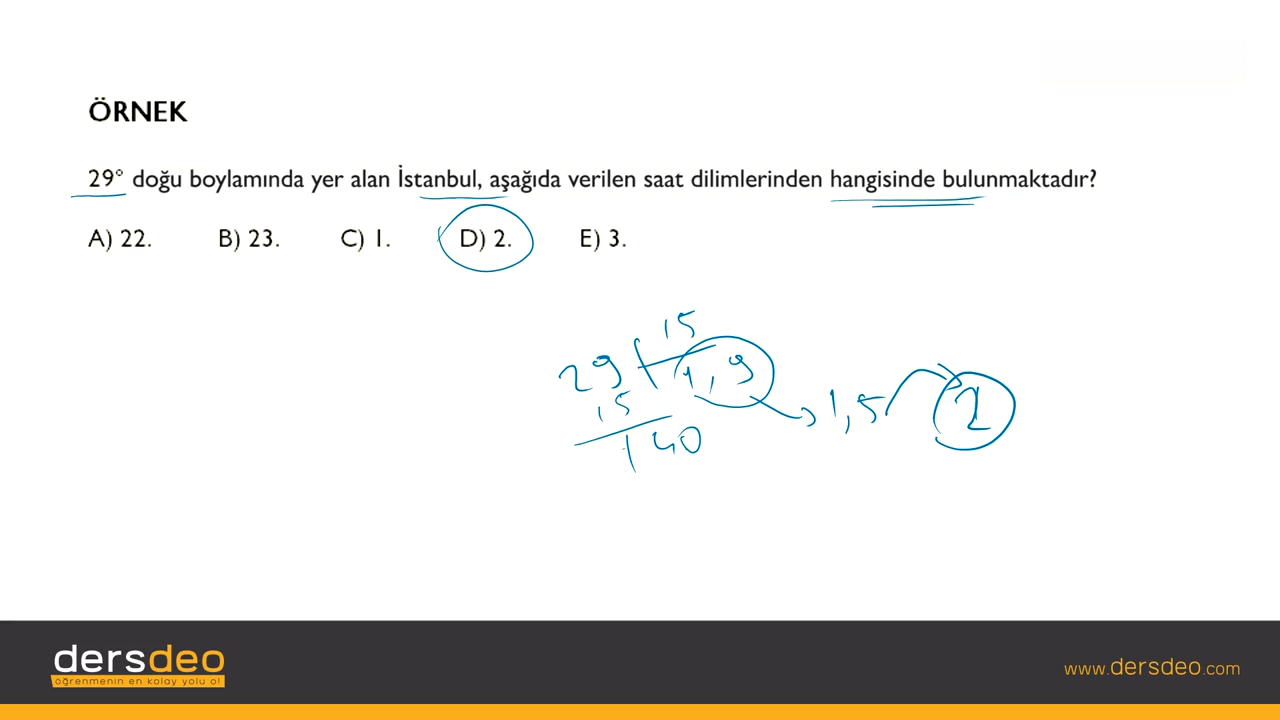 ÖRNEK
29° doğu boylamında yer alan İstanbul, aşağıda verilen saat dilimlerinden hangisinde bulunmaktadır?
A) 22. B) 23. C) 1. D) 2. E) 3.
15
29 1,9
15
140
1,5
2
dersdeo
öğrenmenin en kolay yolu o!
www.dersdeo.com